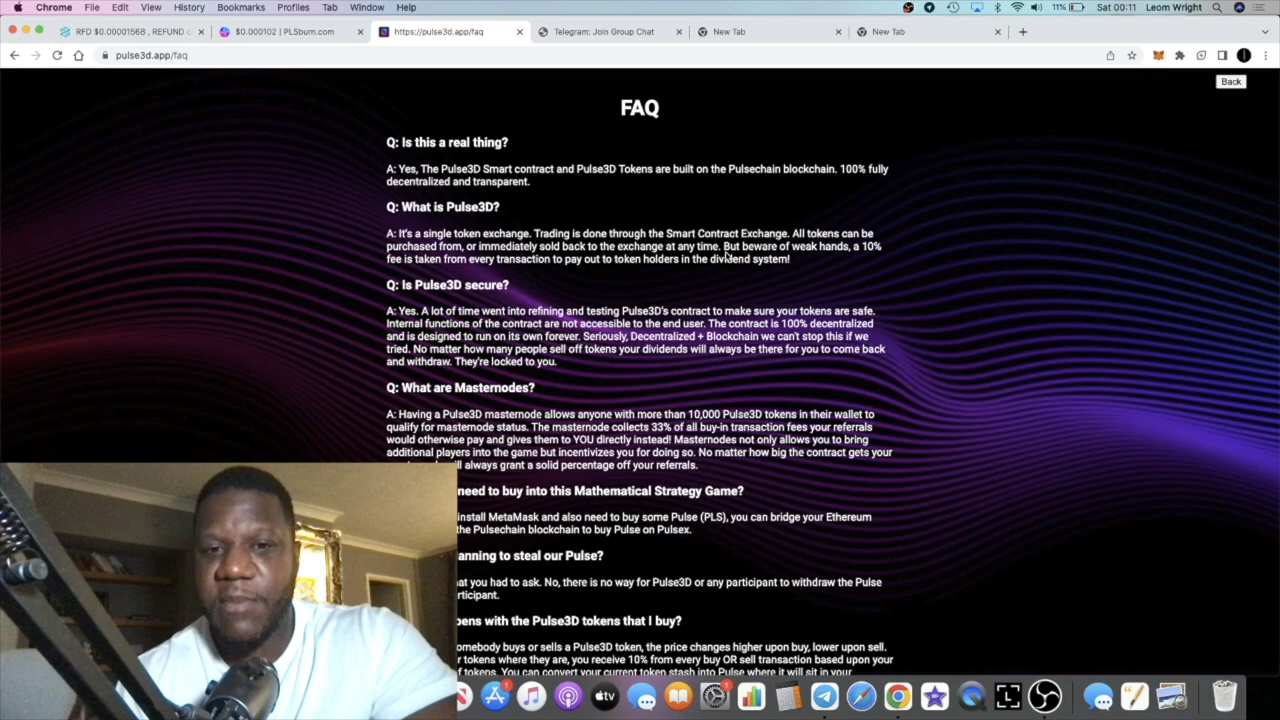 Chrome File Edit View History Bookmarks Profiles Tab Window Help 11% Sat 00:11 Leom Wright
RFD $0.00001568 , REFUND
$0.000102 | PLSburn.com
https://pulse3d.app/faq
Telegram: Join Group Chat
New Tab
New Tab
pulse3d.app/faq
Back
FAQ
Q: Is this a real thing?
A: Yes, The Pulse3D Smart contract and Pulse3D Tokens are built on the Pulsechain blockchain. 100% fully
decentralized and transparent.
Q: What is Pulse3D?
A: It's a single token exchange. Trading is done through the Smart Contract Exchange. All tokens can be
purchased from, or immediately sold back to the exchange at any time. But beware of weak hands, a 10%
fee is taken from every transaction to pay out to token holders in the dividend system!
Q: Is Pulse3D secure?
A: Yes. A lot of time went into refining and testing Pulse3D's contract to make sure your tokens are safe.
Internal functions of the contract are not accessible to the end user. The contract is 100% decentralized
and is designed to run on its own forever. Seriously, Decentralized + Blockchain we can't stop this if we
tried. No matter how many people sell off tokens your dividends will always be there for you to come back
and withdraw. They're locked to you.
Q: What are Masternodes?
A: Having a Pulse3D masternode allows anyone with more than 10,000 Pulse3D tokens in their wallet to
qualify for masternode status. The masternode collects 33% of all buy-in transaction fees your referrals
would otherwise pay and gives them to YOU directly instead! Masternodes not only allows you to bring
additional players into the game but incentivizes you for doing so. No matter how big the contract gets your
will always grant a solid percentage off your referrals.
need to buy into this Mathematical Strategy Game?
install MetaMask and also need to buy some Pulse (PLS), you can bridge your Ethereum
the Pulsechain blockchain to buy Pulse on Pulsex.
anning to steal our Pulse?
at you had to ask. No, there is no way for Pulse3D or any participant to withdraw the Pulse
articipant.
pens with the Pulse3D tokens that I buy?
omebody buys or sells a Pulse3D token, the price changes higher upon buy, lower upon sell.
r tokens where they are, you receive 10% from every buy OR sell transaction based upon your
of tokens. You can convert your current token stash into Pulse where it will sit in your